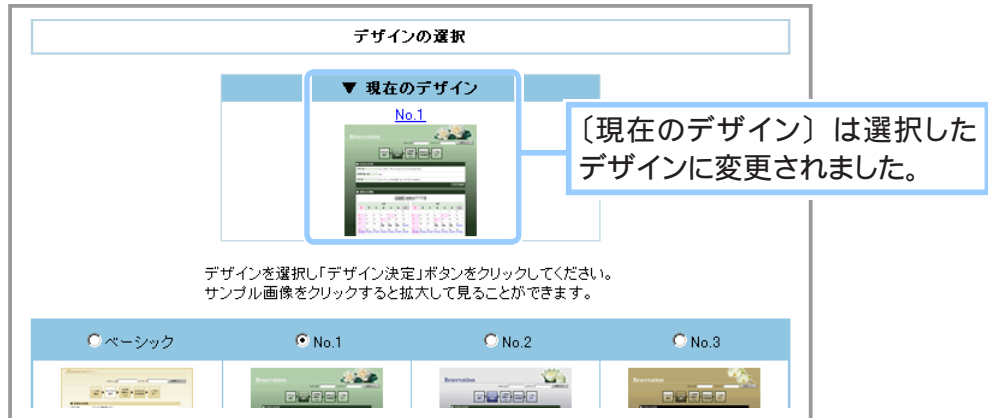 デザインの選択
▼ 現在のデザイン
No.1
Reservation
〔現在のデザイン〕は選択した
デザインに変更されました。
デザインを選択し「デザイン決定」ボタンをクリックしてください。
サンプル画像をクリックすると拡大して見ることができます。
ベーシック
No.1
No.2
No.3
Reservation
Reservation
Reservation
Reservation